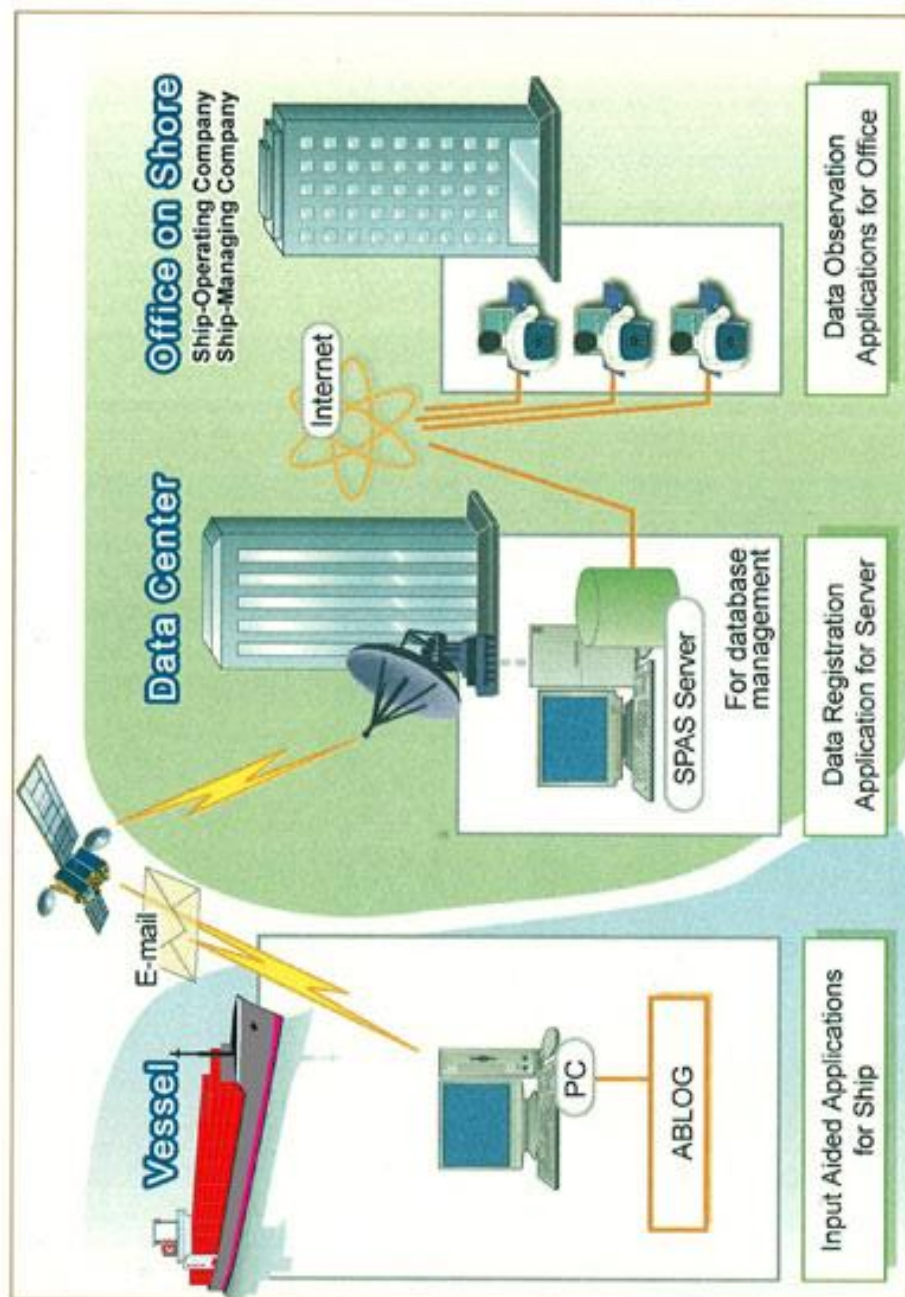 Vessel
E-mail
PC
ABLOG
Input Aided Applications
for Ship
Data Center
SPAS Server
For database
management
Data Registration
Application for Server
Internet
Office on Shore
Ship-Operating Company
Ship-Managing Company
Data Observation
Applications for Office